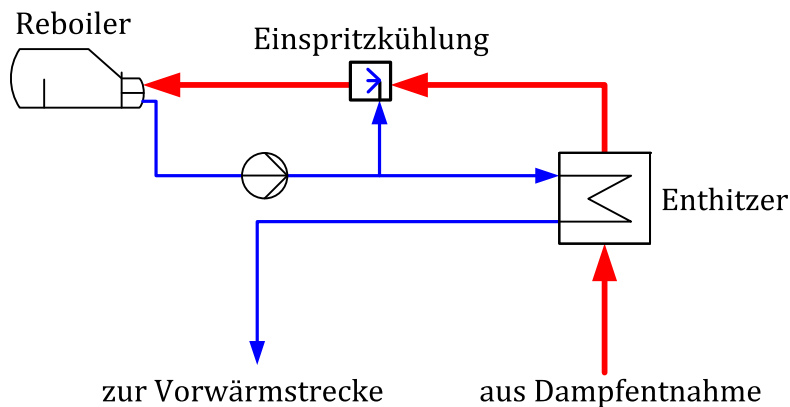 Reboiler
Einspritzkühlung
Enthitzer
zur Vorwärmstrecke
aus Dampfentnahme